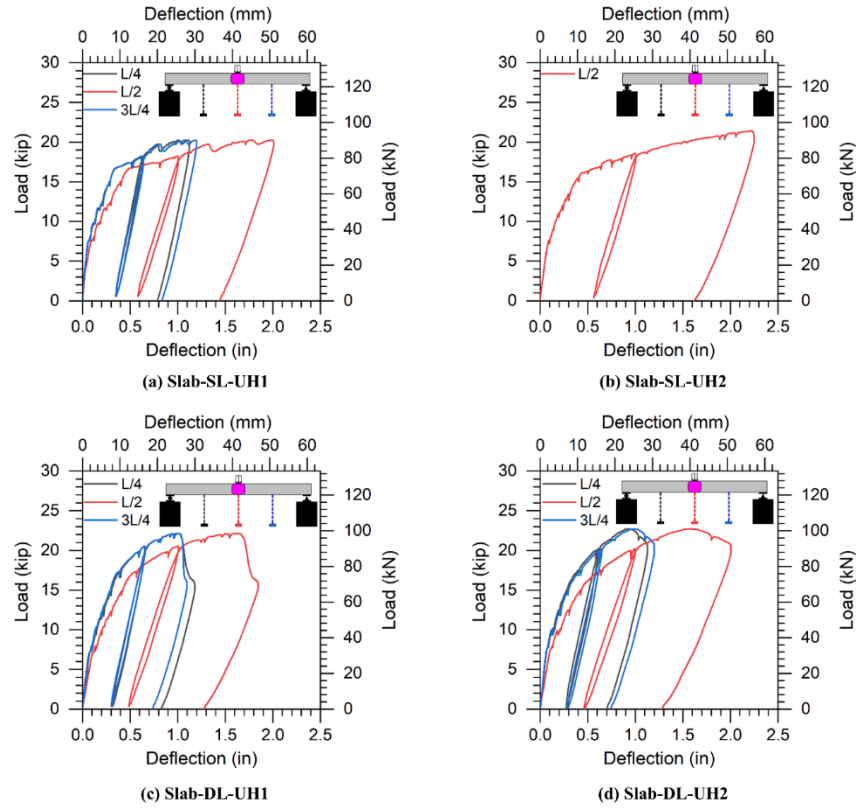 Deflection (mm)
0 10 20 30 40 50 60
30
25
20
15
10
5
0
Load (kip)
L/4
L/2
3L/4
120
100
80
60
40
20
0
Load (kN)
0.0 0.5 1.0 1.5 2.0 2.5
Deflection (in)
(a) Slab-SL-UH1
Deflection (mm)
0 10 20 30 40 50 60
30
25
20
15
10
5
0
Load (kip)
L/2
120
100
80
60
40
20
0
Load (kN)
0.0 0.5 1.0 1.5 2.0 2.5
Deflection (in)
(b) Slab-SL-UH2
Deflection (mm)
0 10 20 30 40 50 60
30
25
20
15
10
5
0
Load (kip)
L/4
L/2
3L/4
120
100
80
60
40
20
0
Load (kN)
0.0 0.5 1.0 1.5 2.0 2.5
Deflection (in)
(c) Slab-DL-UH1
Deflection (mm)
0 10 20 30 40 50 60
30
25
20
15
10
5
0
Load (kip)
L/4
L/2
3L/4
120
100
80
60
40
20
0
Load (kN)
0.0 0.5 1.0 1.5 2.0 2.5
Deflection (in)
(d) Slab-DL-UH2